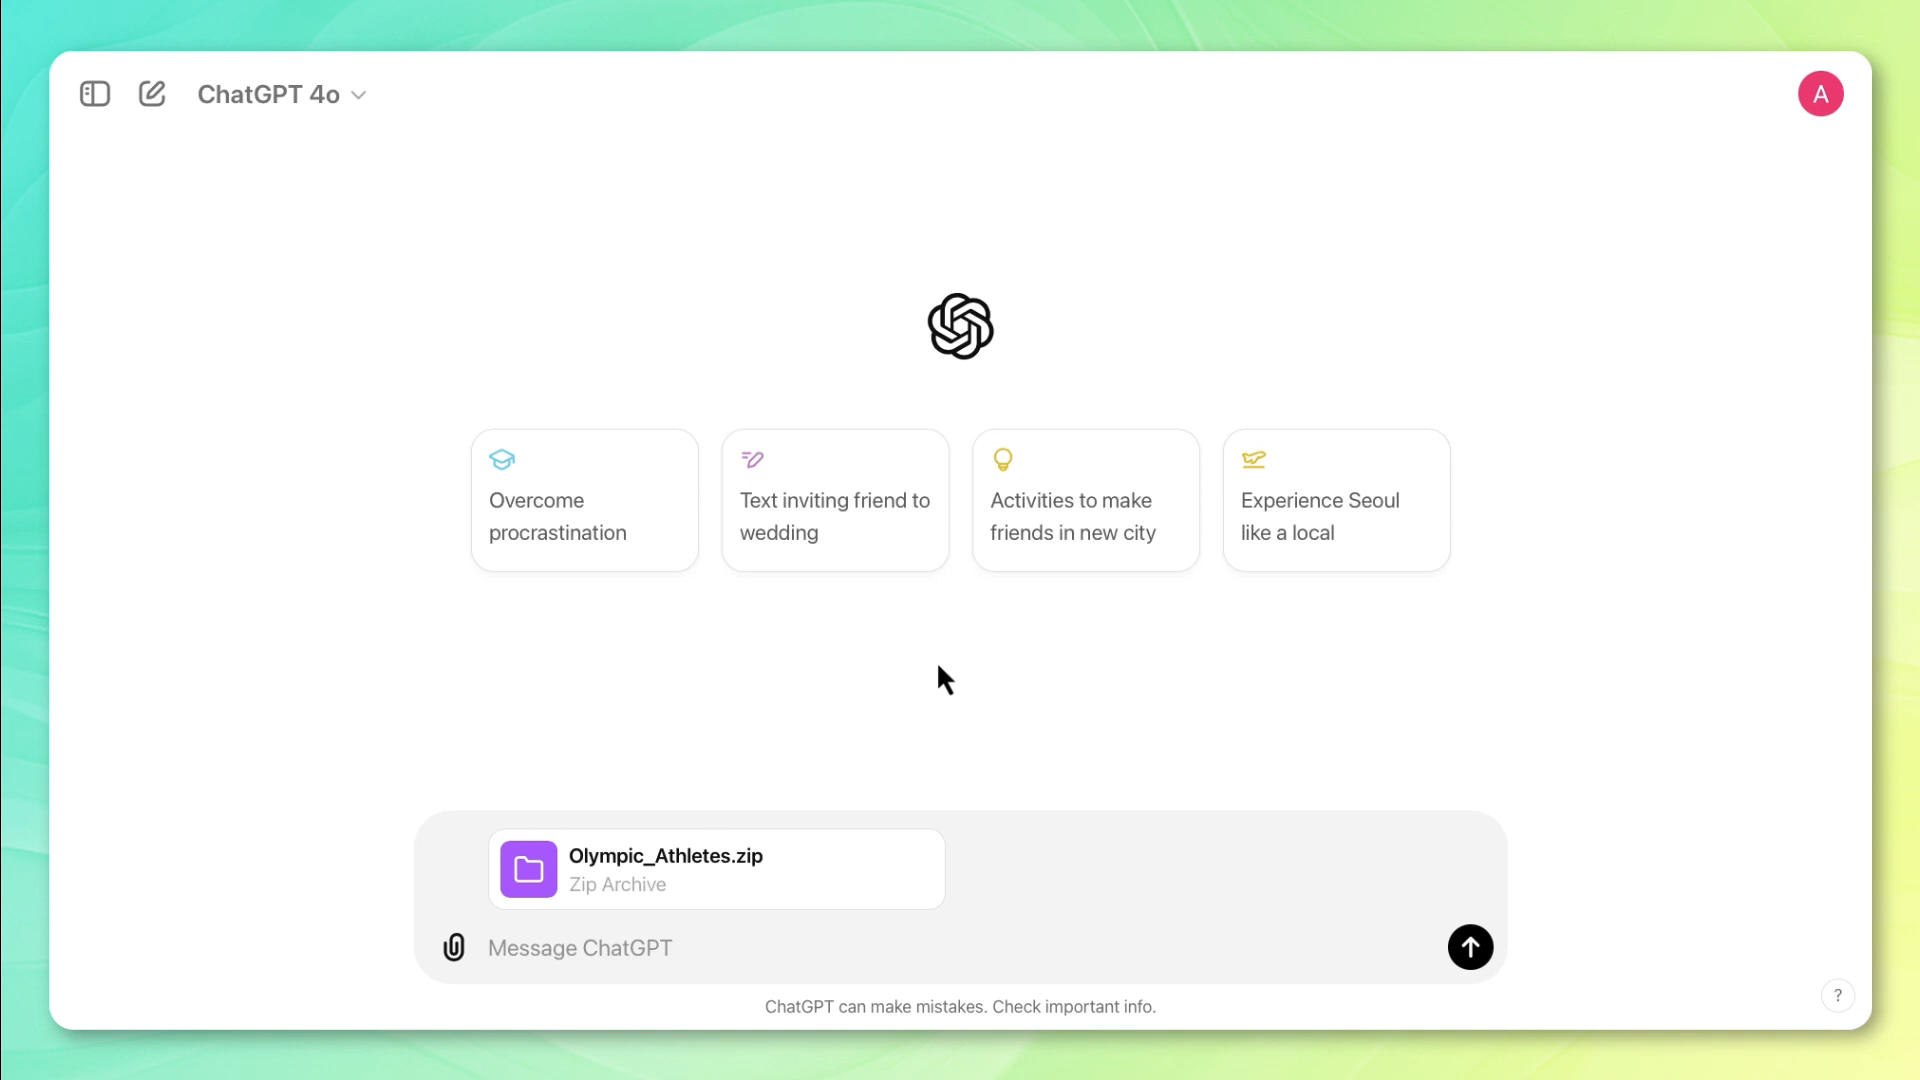 ChatGPT 4o
A
Overcome
procrastination
Text inviting friend to
wedding
Activities to make
friends in new city
Experience Seoul
like a local
Olympic_Athletes.zip
Zip Archive
Message ChatGPT
ChatGPT can make mistakes. Check important info.
?